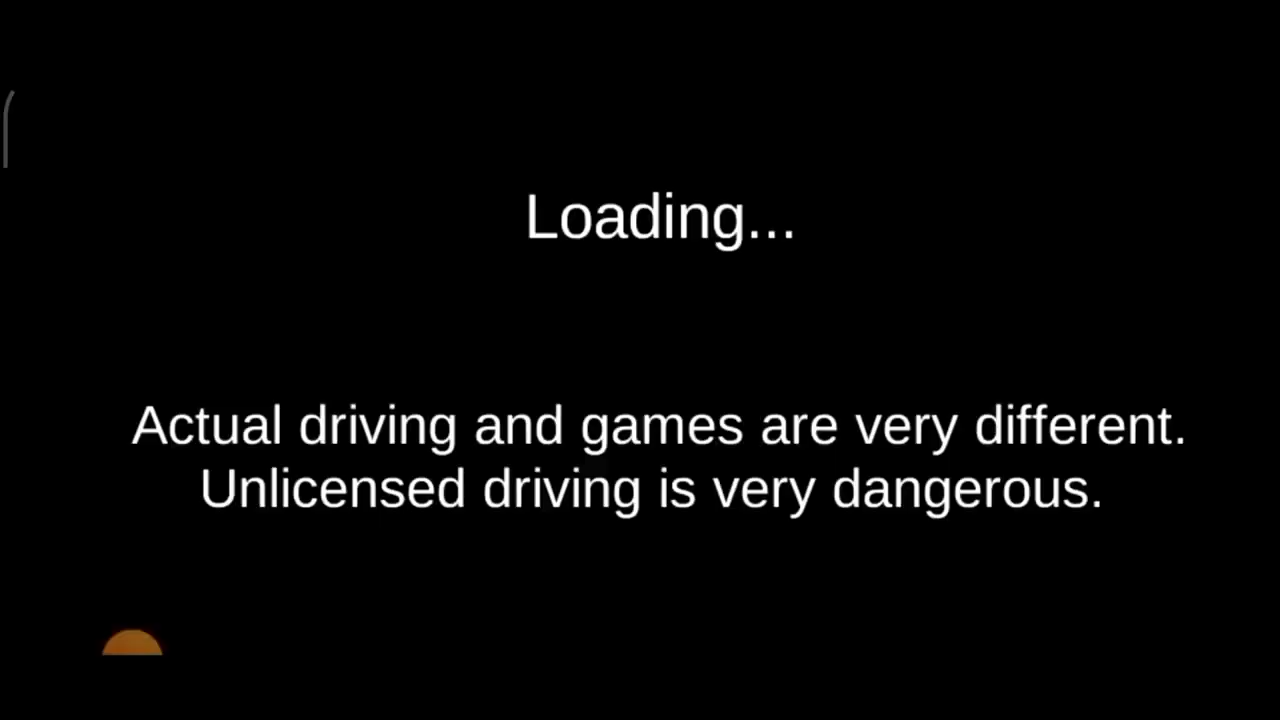 Loading...
Actual driving and games are very different.
Unlicensed driving is very dangerous.